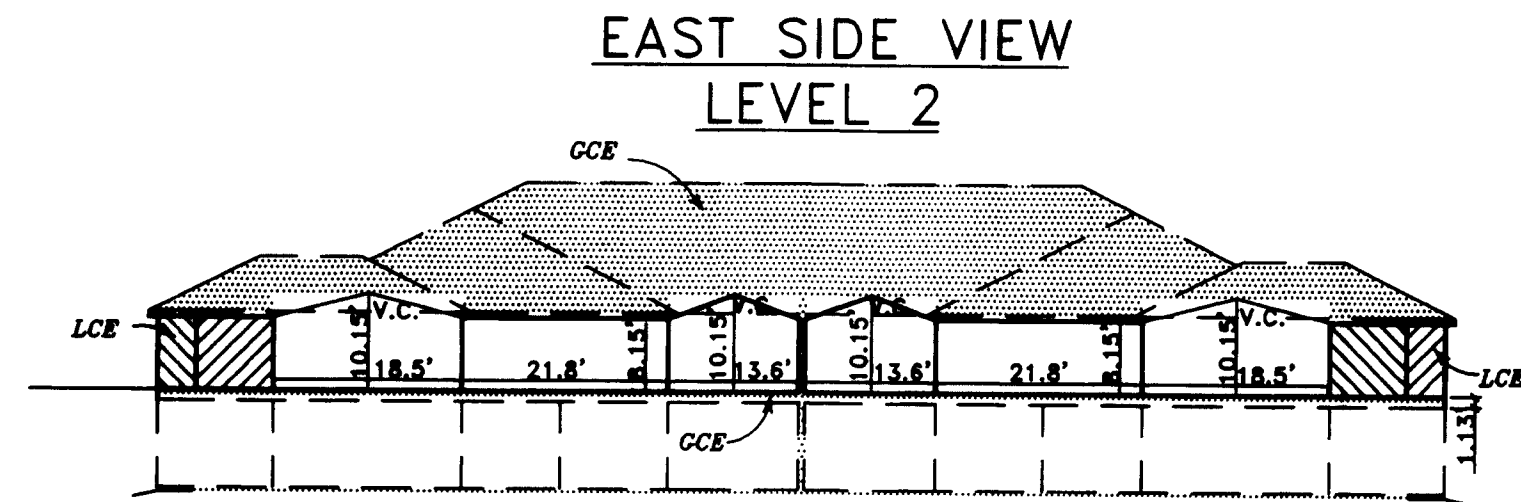 EAST SIDE VIEW
LEVEL 2
GCE
LCE
V.C.
10.15'
18.5'
21.8'
8.15'
10.15'
V.C.
13.6'
10.15'
V.C.
13.6'
21.8'
8.15'
10.15'
V.C.
18.5'
LCE
GCE
1.13'